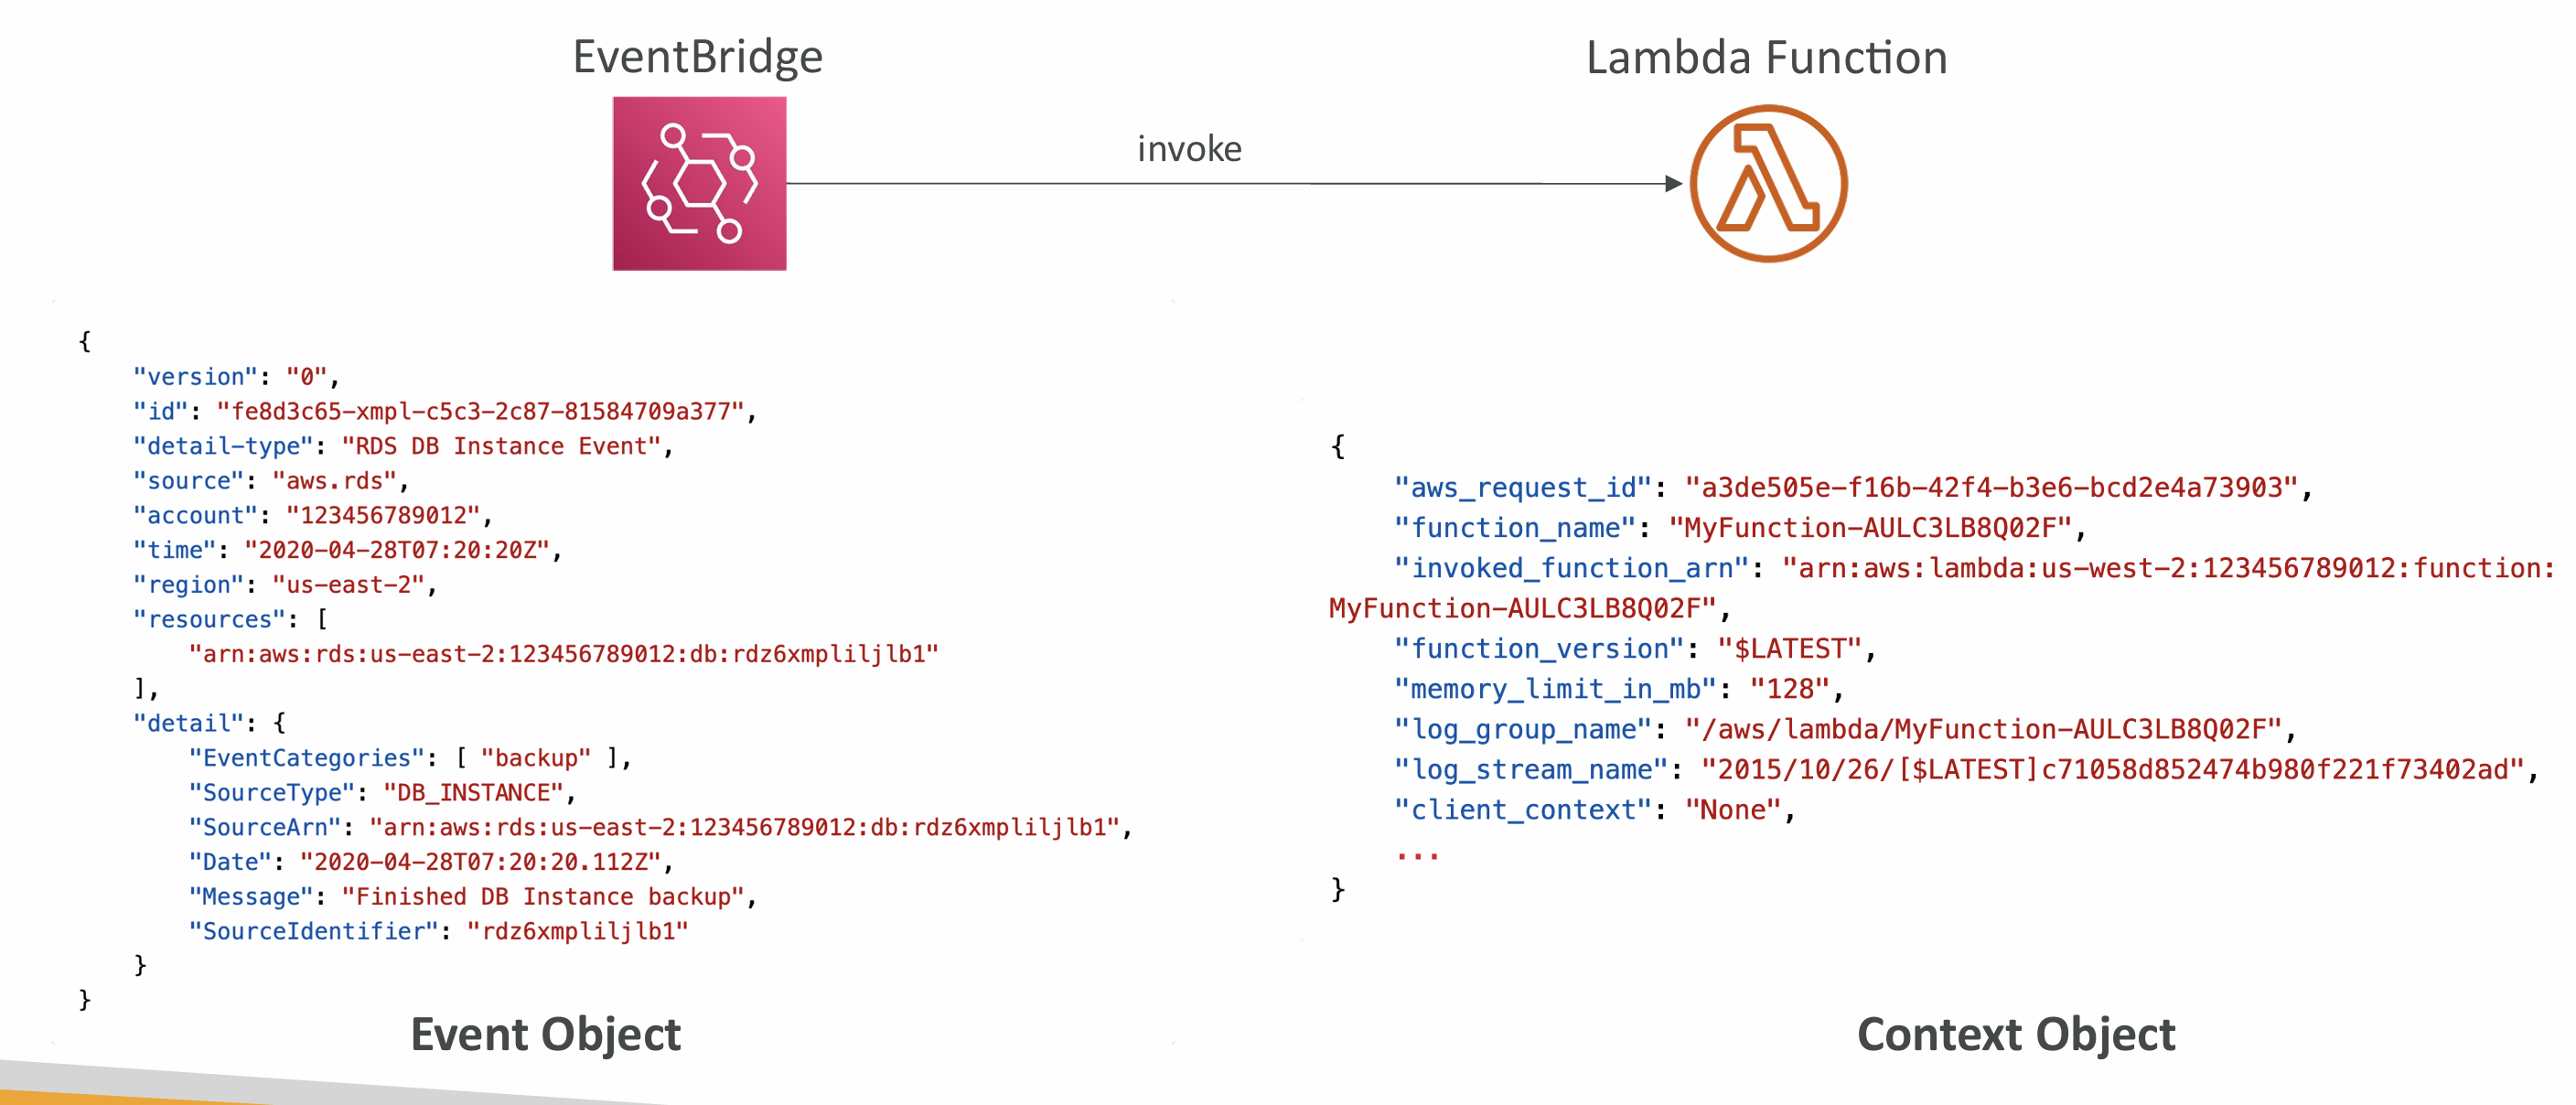 EventBridge
Lambda Function
invoke
{
    "version": "0",
    "id": "fe8d3c65-xmpl-c5c3-2c87-81584709a377",
    "detail-type": "RDS DB Instance Event",
    "source": "aws.rds",
    "account": "123456789012",
    "time": "2020-04-28T07:20:20Z",
    "region": "us-east-2",
    "resources": [
        "arn:aws:rds:us-east-2:123456789012:db:rdz6xmpliljlb1"
    ],
    "detail": {
        "EventCategories": [ "backup" ],
        "SourceType": "DB_INSTANCE",
        "SourceArn": "arn:aws:rds:us-east-2:123456789012:db:rdz6xmpliljlb1",
        "Date": "2020-04-28T07:20:20.112Z",
        "Message": "Finished DB Instance backup",
        "SourceIdentifier": "rdz6xmpliljlb1"
    }
}
Event Object
{
    "aws_request_id": "a3de505e-f16b-42f4-b3e6-bcd2e4a73903",
    "function_name": "MyFunction-AULC3LB8Q02F",
    "invoked_function_arn": "arn:aws:lambda:us-west-2:123456789012:function:
MyFunction-AULC3LB8Q02F",
    "function_version": "$LATEST",
    "memory_limit_in_mb": "128",
    "log_group_name": "/aws/lambda/MyFunction-AULC3LB8Q02F",
    "log_stream_name": "2015/10/26/[$LATEST]c71058d852474b980f221f73402ad",
    "client_context": "None",
    ...
}
Context Object